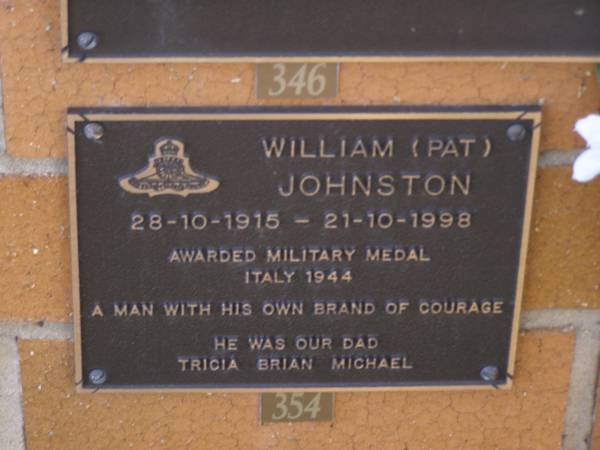 346
WILLIAM (PAT)
JOHNSTON
28-10-1915 – 21-10-1998
AWARDED MILITARY MEDAL
ITALY 1944
A MAN WITH HIS OWN BRAND OF COURAGE
HE WAS OUR DAD
TRICIA BRIAN MICHAEL
354